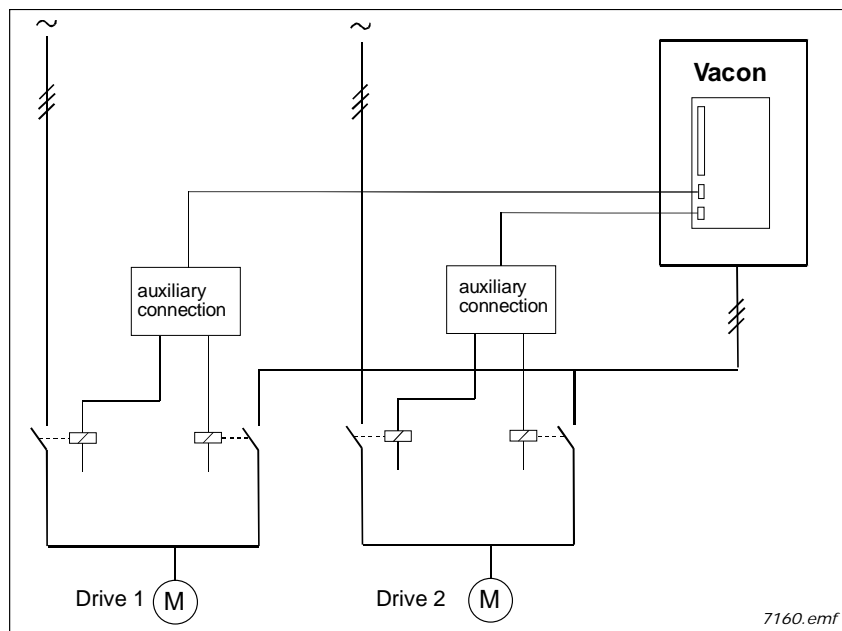 ~
~
Vacon
auxiliary
connection
auxiliary
connection
Drive 1
M
Drive 2
M
7160.emf